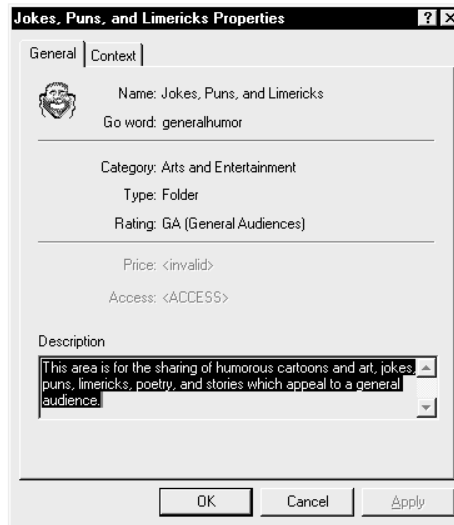 Jokes, Puns, and Limericks Properties
General Context
Name: Jokes, Puns, and Limericks
Go word: generalhumor
Category: Arts and Entertainment
Type: Folder
Rating: GA (General Audiences)
Price: <invalid>
Access: <ACCESS>
Description
This area is for the sharing of humorous cartoons and art, jokes,
puns, limericks, poetry, and stories which appeal to a general
audience.
OK Cancel Apply